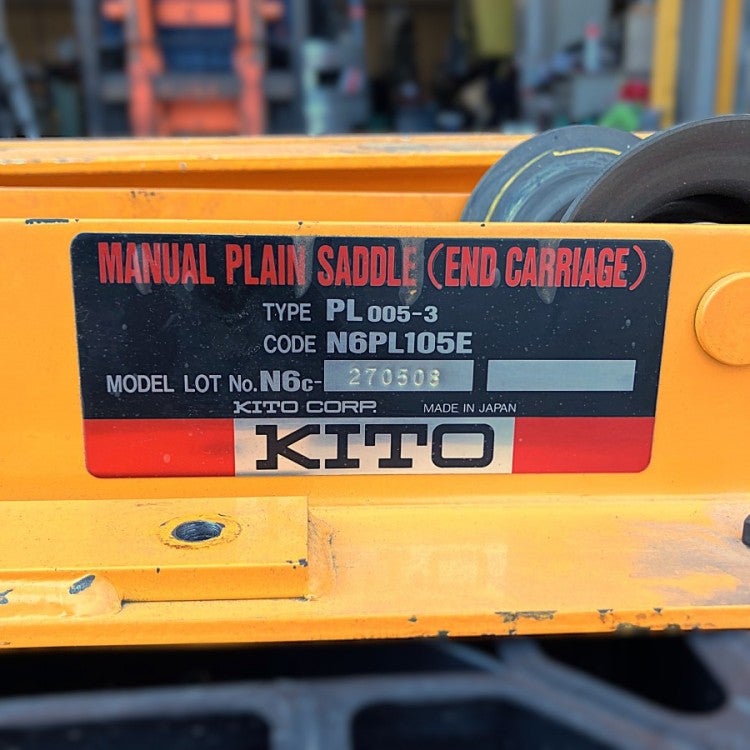 MANUAL PLAIN SADDLE (END CARRIAGE)
TYPE PL 005-3
CODE N6PL105E
MODEL LOT No. N6c- 270508
KITO CORP. MADE IN JAPAN
KITO